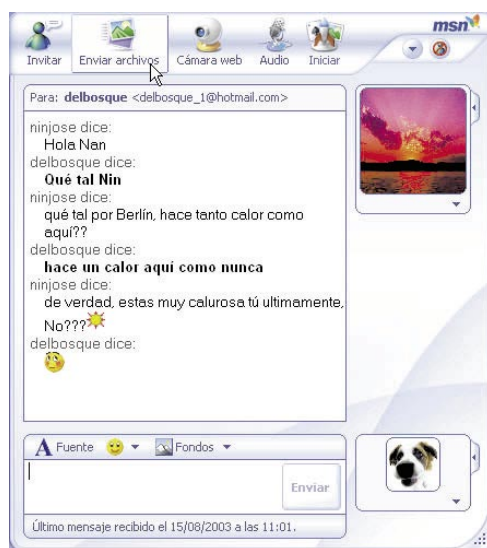 msn
Invitar Enviar archivos Cámara web Audio Iniciar
Para: delbosque <delbosque_1@hotmail.com>
ninjose dice:
Hola Nan
delbosque dice:
Qué tal Nin
ninjose dice:
qué tal por Berlín, hace tanto calor como
aquí??
delbosque dice:
hace un calor aquí como nunca
ninjose dice:
de verdad, estas muy calurosa tú ultimamente,
No???
delbosque dice:
A Fuente Fondos
Enviar
Último mensaje recibido el 15/08/2003 a las 11:01.